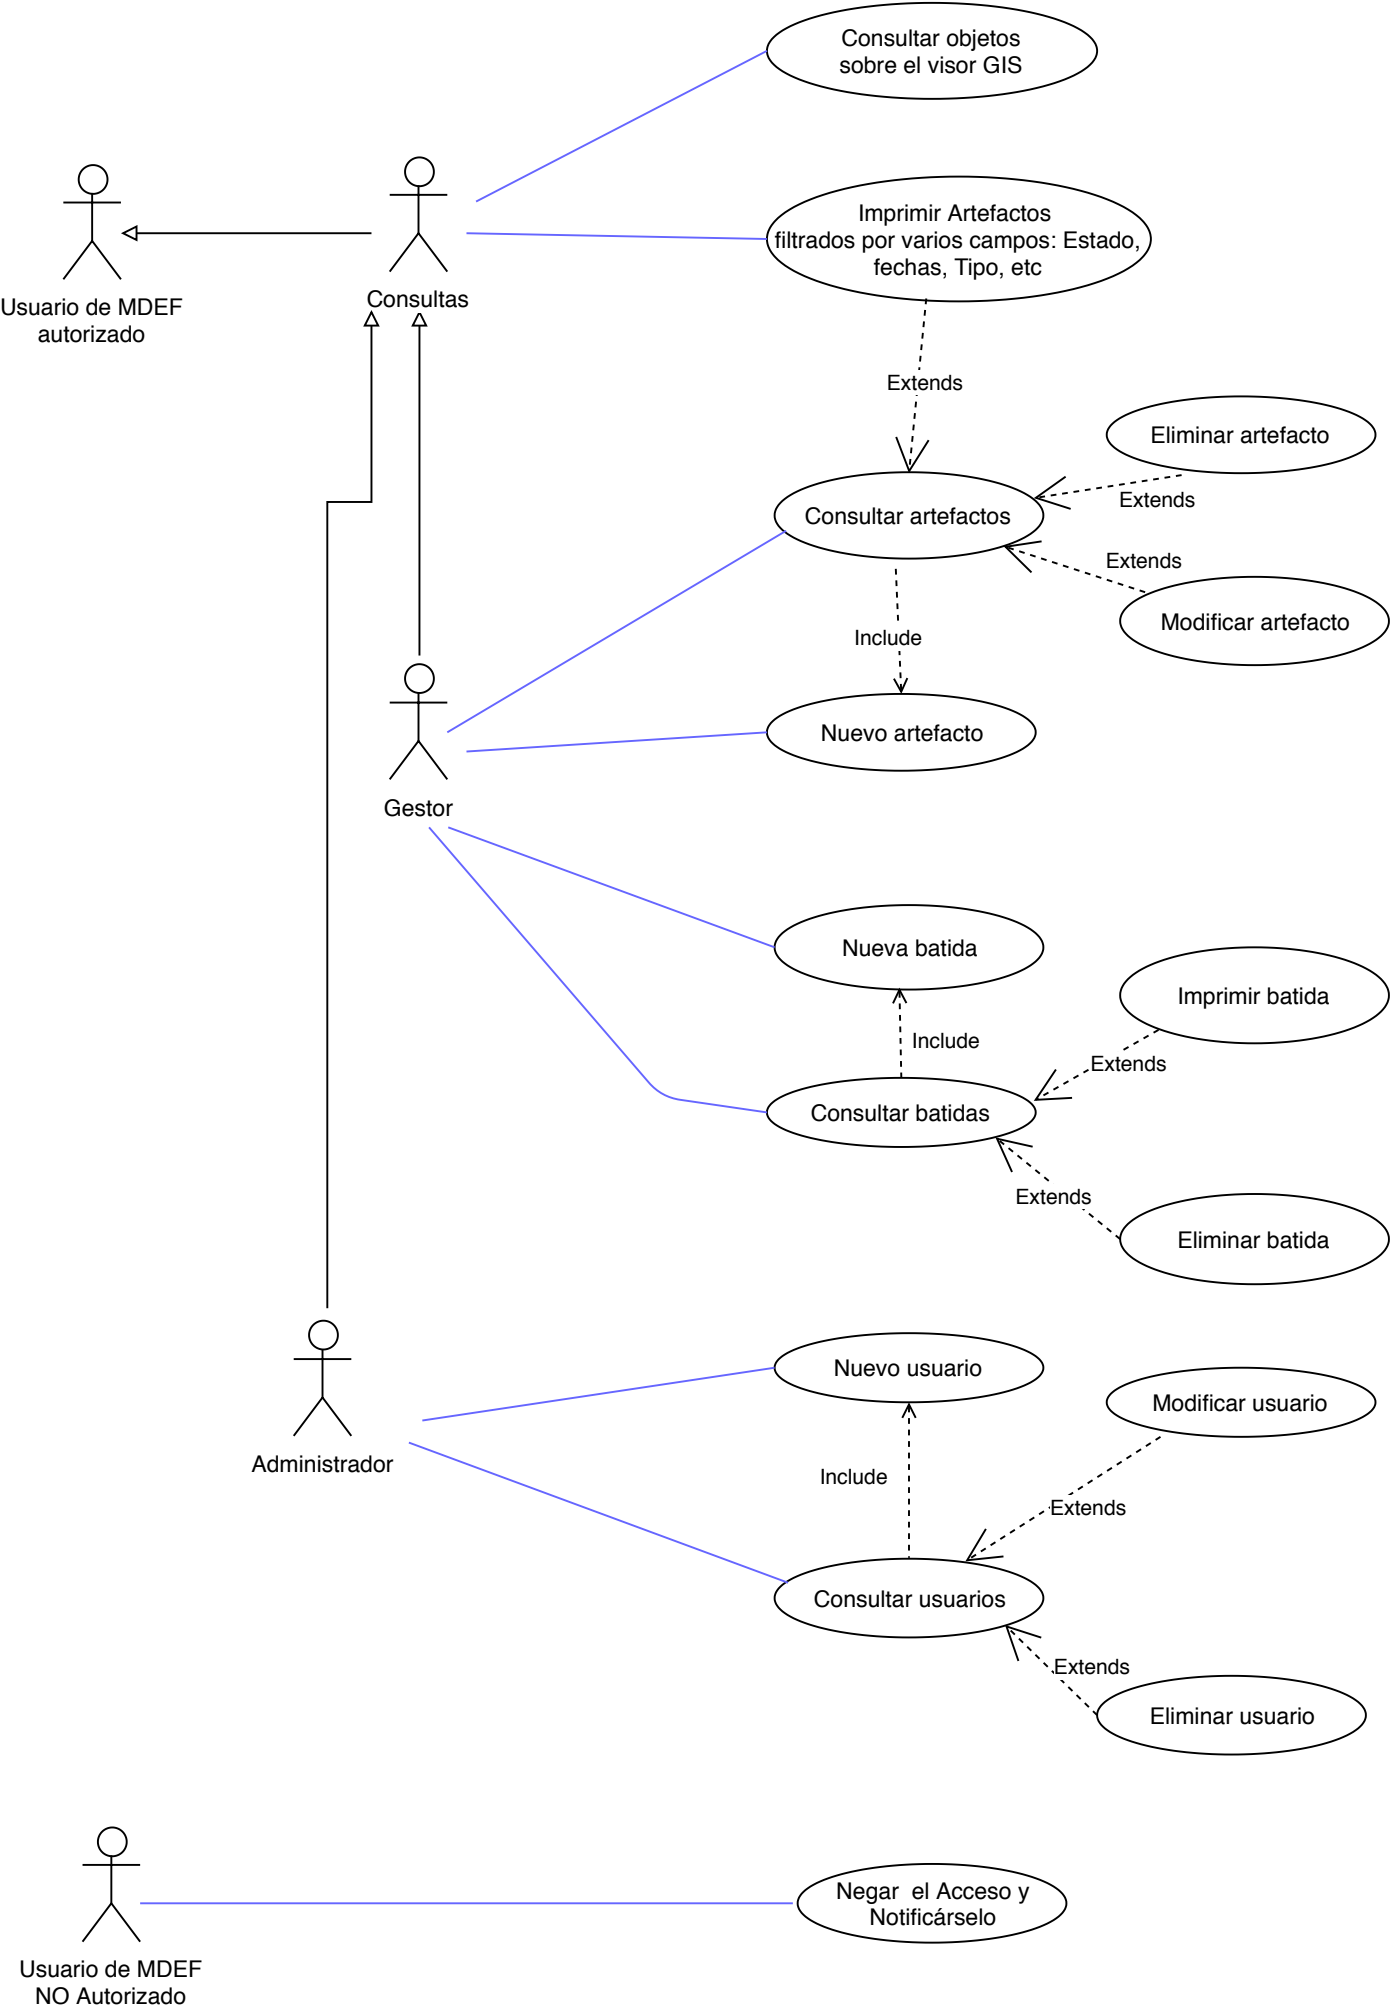 Consultar objetos
sobre el visor GIS
Imprimir Artefactos
filtrados por varios campos: Estado,
fechas, Tipo, etc
Consultas
Usuario de MDEF
autorizado
Extends
Eliminar artefacto
Extends
Consultar artefactos
Extends
Modificar artefacto
Include
Nuevo artefacto
Gestor
Nueva batida
Imprimir batida
Include
Extends
Consultar batidas
Extends
Eliminar batida
Nuevo usuario
Modificar usuario
Administrador
Include
Extends
Consultar usuarios
Extends
Eliminar usuario
Negar  el Acceso y
Notificárselo
Usuario de MDEF
NO Autorizado